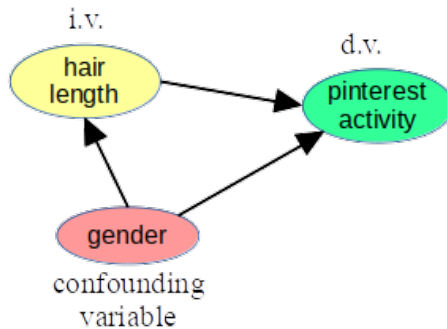 i.v.
hair
length
d.v.
pinterest
activity
gender
confounding
variable